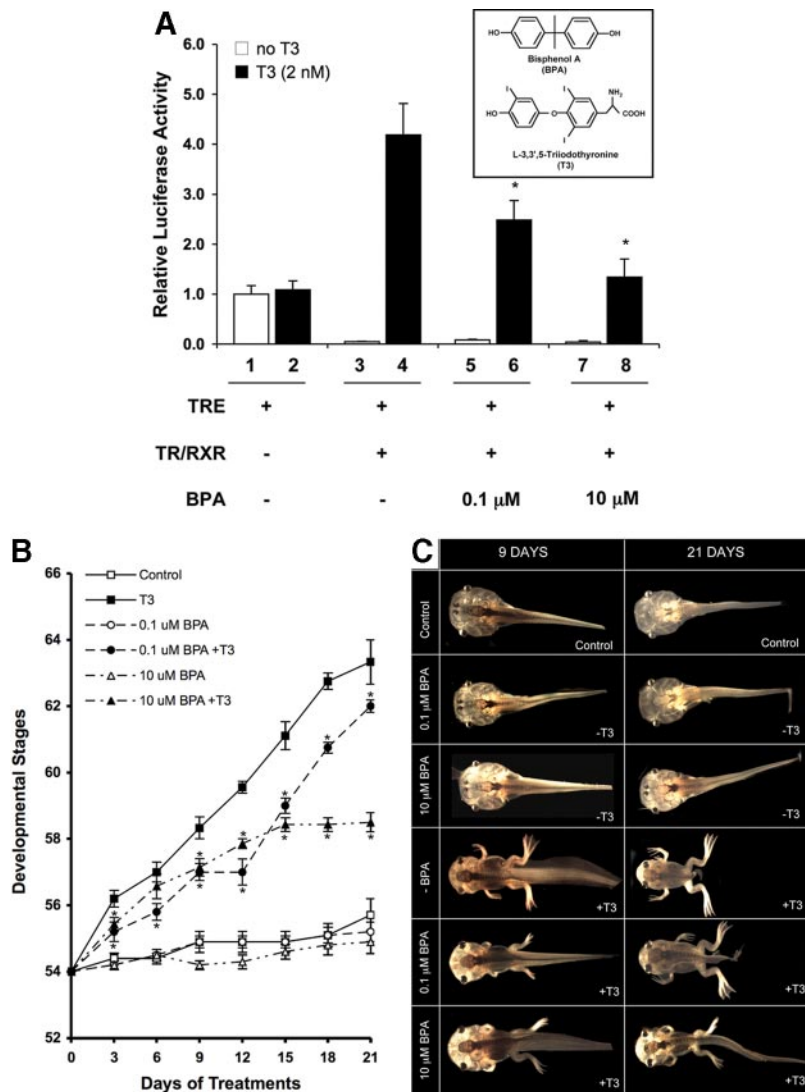 A
no T3
T3 (2 nM)
Relative Luciferase Activity
6.0
5.0
4.0
3.0
2.0
1.0
0.0
HO
OH
Bisphenol A
(BPA)
I
I
NH2
HO
O
COOH
I
L-3,3',5-Triiodothyronine
(T3)
*
*
1 2 3 4 5 6 7 8
TRE + + + +
TR/RXR - + + +
BPA - - 0.1 μM 10 μM
B
Developmental Stages
66
64
62
60
58
56
54
52
Control
T3
0.1 uM BPA
0.1 uM BPA +T3
10 uM BPA
10 uM BPA +T3
* * * * * * * * * * * * *
0 3 6 9 12 15 18 21
Days of Treatments
C
9 DAYS 21 DAYS
Control
Control
Control
0.1 μM BPA
-T3
-T3
10 μM BPA
-T3
-T3
- BPA
+T3
+T3
0.1 μM BPA
+T3
+T3
10 μM BPA
+T3
+T3